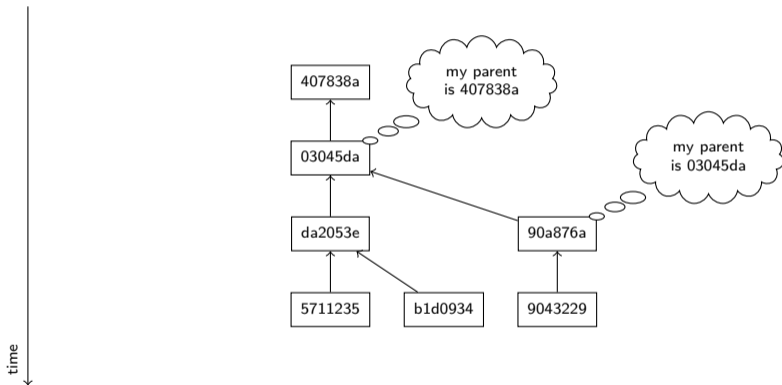 my parent
is 407838a
407838a
my parent
is 03045da
03045da
da2053e
90a876a
5711235
b1d0934
9043229
time